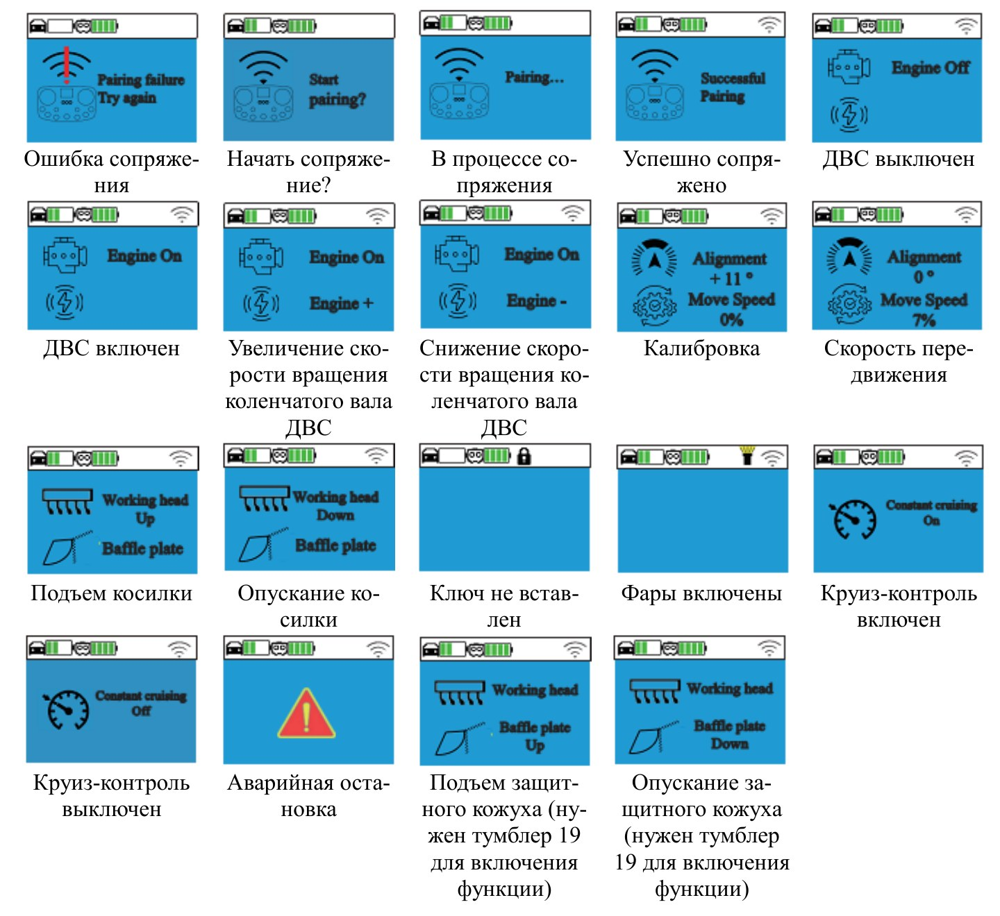 Pairing failure
Try again
Ошибка сопряже-
ния
Start
pairing?
Начать сопряже-
ние?
Pairing...
В процессе со-
пряжения
Successful
Pairing
Успешно сопря-
жено
Engine Off
ДВС выключен
Engine On
ДВС включен
Engine On
Engine +
Увеличение ско-
рости вращения
коленчатого вала
ДВС
Engine On
Engine -
Снижение скоро-
сти вращения ко-
ленчатого вала
ДВС
Alignment
+ 11 °
Move Speed
0%
Калибровка
Alignment
0 °
Move Speed
7%
Скорость пере-
движения
Working head
Up
Baffle plate
Подъем косилки
Working head
Down
Baffle plate
Опускание ко-
силки
Ключ не встав-
лен
Фары включены
Constant cruising
On
Круиз-контроль
включен
Constant cruising
Off
Круиз-контроль
выключен
Аварийная оста-
новка
Working head
Baffle plate
Up
Подъем защит-
ного кожуха (ну-
жен тумблер 19
для включения
функции)
Working head
Baffle plate
Down
Опускание за-
щитного кожуха
(нужен тумблер
19 для включения
функции)